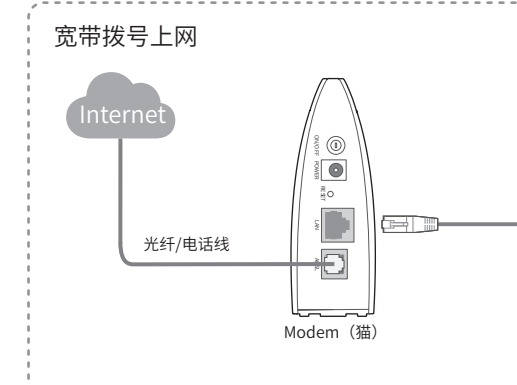 宽带拨号上网
Internet
ON/OFF
POWER
RESET
LAN
光纤/电话线
ADSL
Modem（猫）